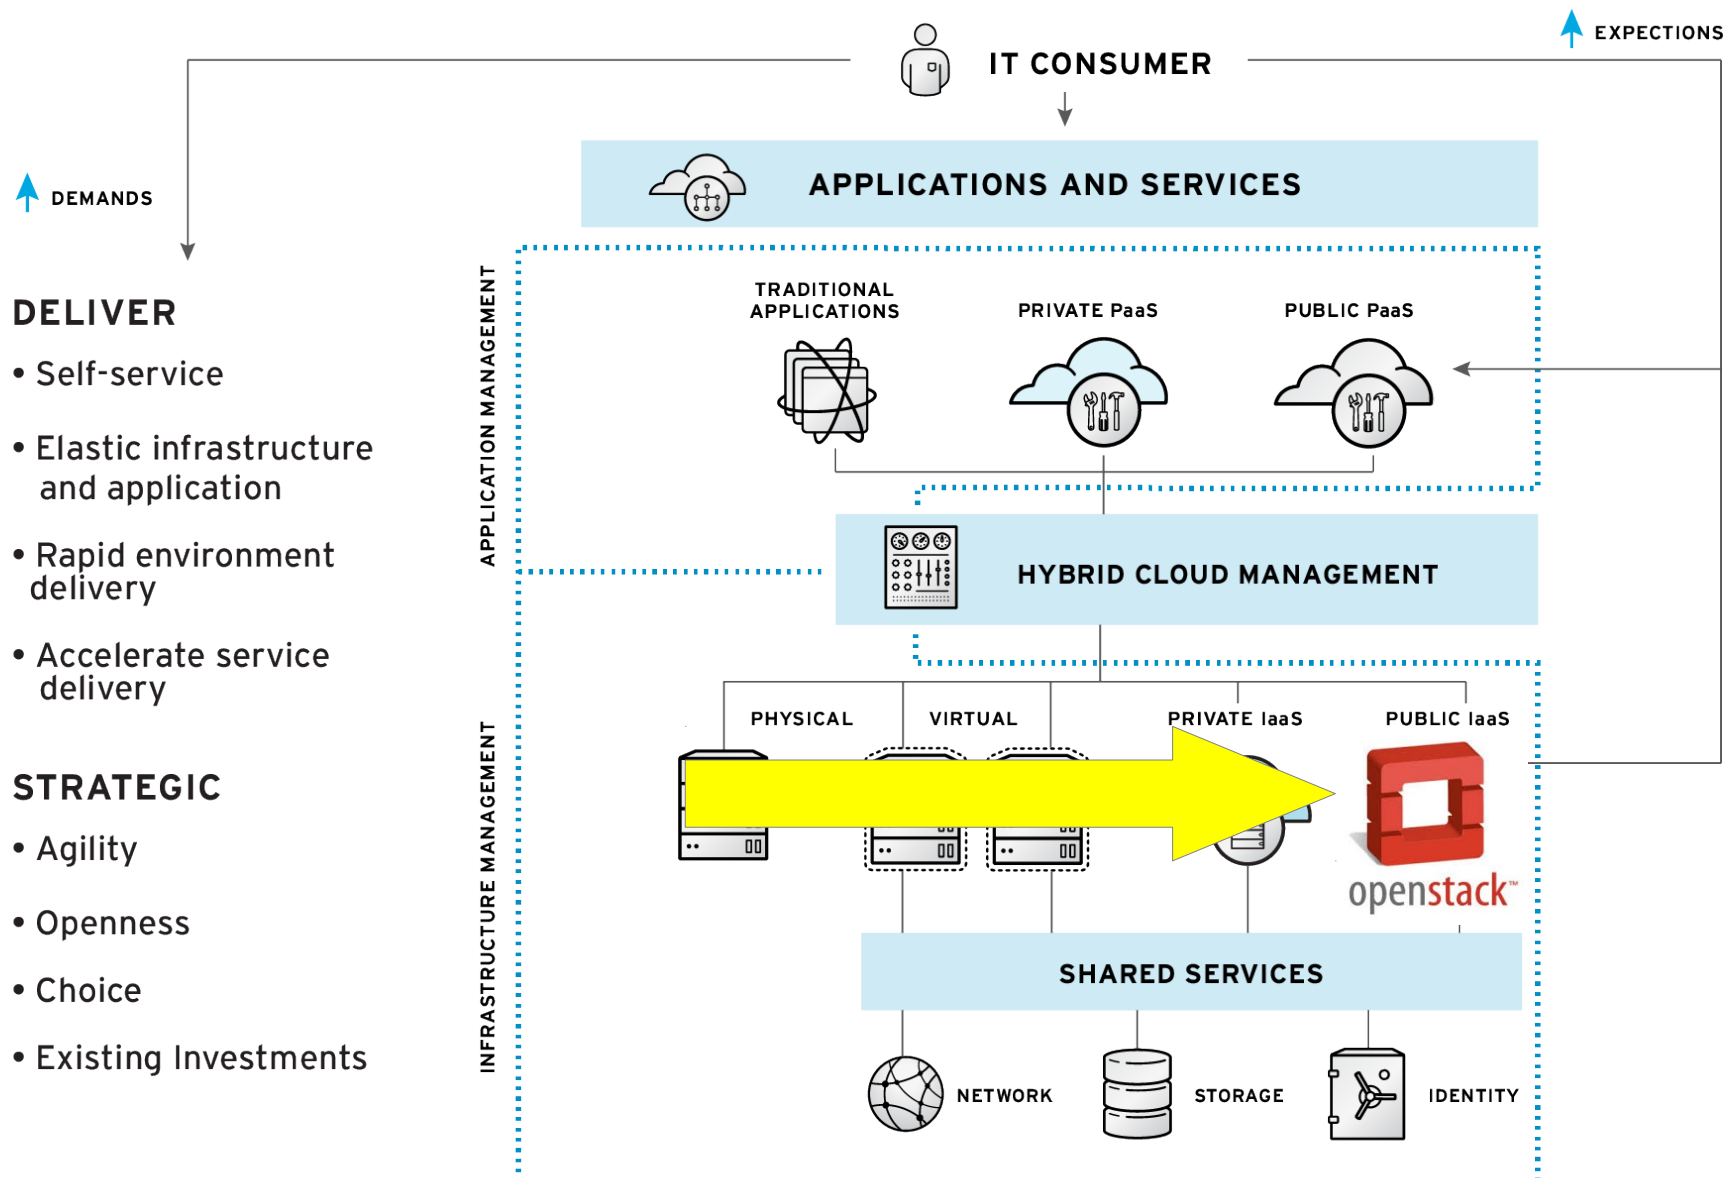 EXPECTIONS
IT CONSUMER
APPLICATIONS AND SERVICES
DEMANDS
DELIVER
• Self-service
• Elastic infrastructure
and application
• Rapid environment
delivery
• Accelerate service
delivery
STRATEGIC
• Agility
• Openness
• Choice
• Existing Investments
APPLICATION MANAGEMENT
TRADITIONAL
APPLICATIONS
PRIVATE PaaS
PUBLIC PaaS
HYBRID CLOUD MANAGEMENT
INFRASTRUCTURE MANAGEMENT
PHYSICAL
VIRTUAL
PRIVATE IaaS
PUBLIC IaaS
openstack™
SHARED SERVICES
NETWORK
STORAGE
IDENTITY